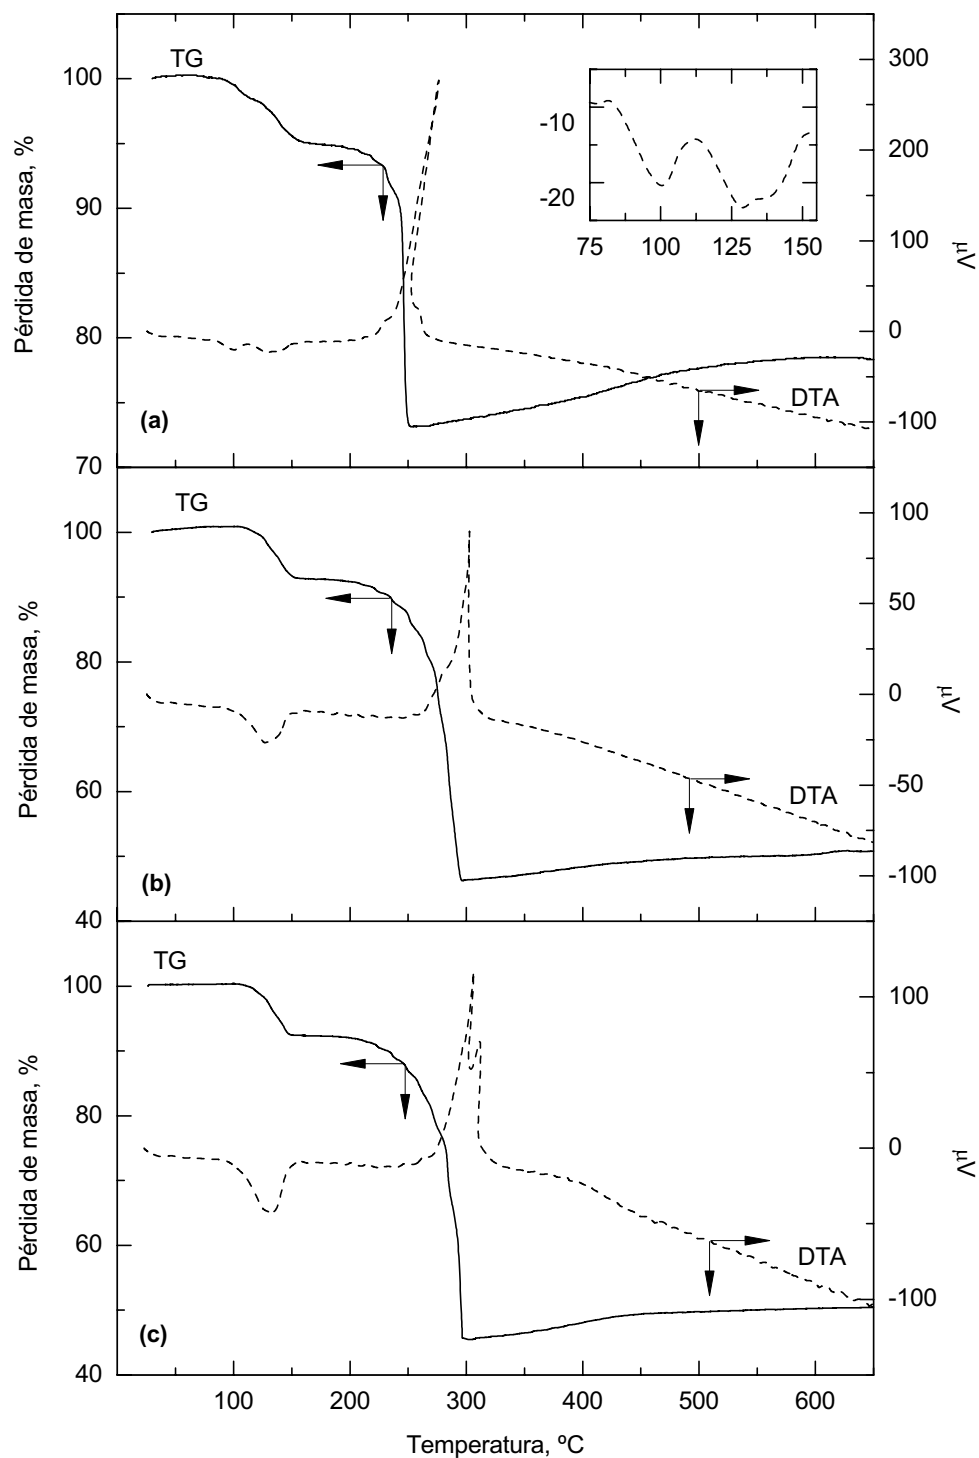 TG
300
100
-10
200
Pérdida de masa, %
90
-20
75 100 125 150
100
µV
80
0
DTA
(a)
-100
70
TG
100
100
50
Pérdida de masa, %
80
0
µV
60
-50
DTA
(b)
-100
40
TG
100
100
Pérdida de masa, %
80
0
µV
60
DTA
-100
(c)
40
100 200 300 400 500 600
Temperatura, ºC